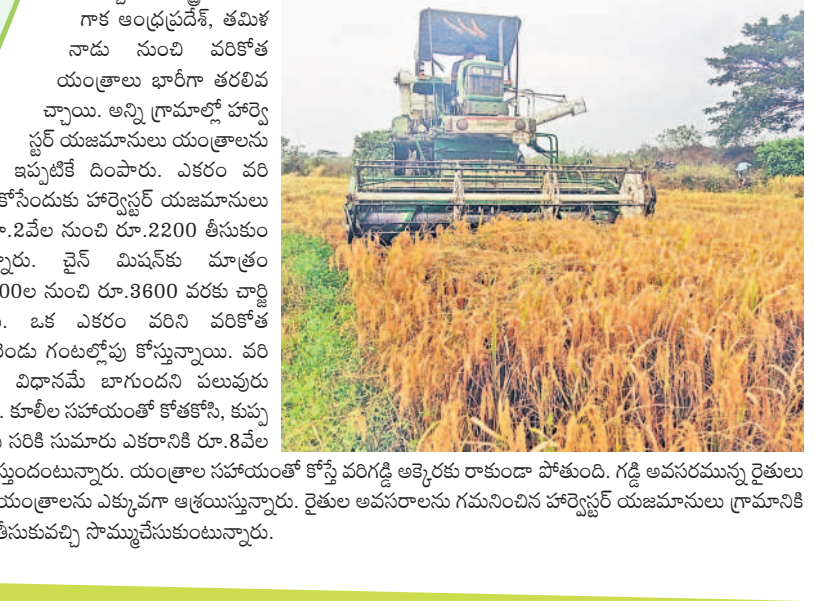 గాక ఆంధ్రప్రదేశ్, తమిళ
నాడు నుంచి వరికోత
యంత్రాలు భారీగా తరలివ
చ్చాయి. అన్ని గ్రామాల్లో హార్వె
స్టర్ యజమానులు యంత్రాలను
ఇప్పటికే దింపారు. ఎకరం వరి
కోసేందుకు హార్వెస్టర్ యజమానులు
రూ.2వేల నుంచి రూ.2200 తీసుకుం
న్నారు. చైన్ మిషన్‌కు మాత్రం
00ల నుంచి రూ.3600 వరకు చార్జి
ఒక ఎకరం వరిని వరికోత
రెండు గంటల్లోపు కోస్తున్నాయి. వరి
విధానమే బాగుందని పలువురు
కూలీల సహాయంతో కోతకోసి, కుప్ప
సరికి సుమారు ఎకరానికి రూ.8వేల
స్తుందంటున్నారు. యంత్రాల సహాయంతో కోస్తే వరిగడ్డి అక్కెరకు రాకుండా పోతుంది. గడ్డి అవసరమున్న రైతులు
యంత్రాలను ఎక్కువగా ఆశ్రయిస్తున్నారు. రైతుల అవసరాలను గమనించిన హార్వెస్టర్ యజమానులు గ్రామానికి
తీసుకువచ్చి సొమ్ముచేసుకుంటున్నారు.